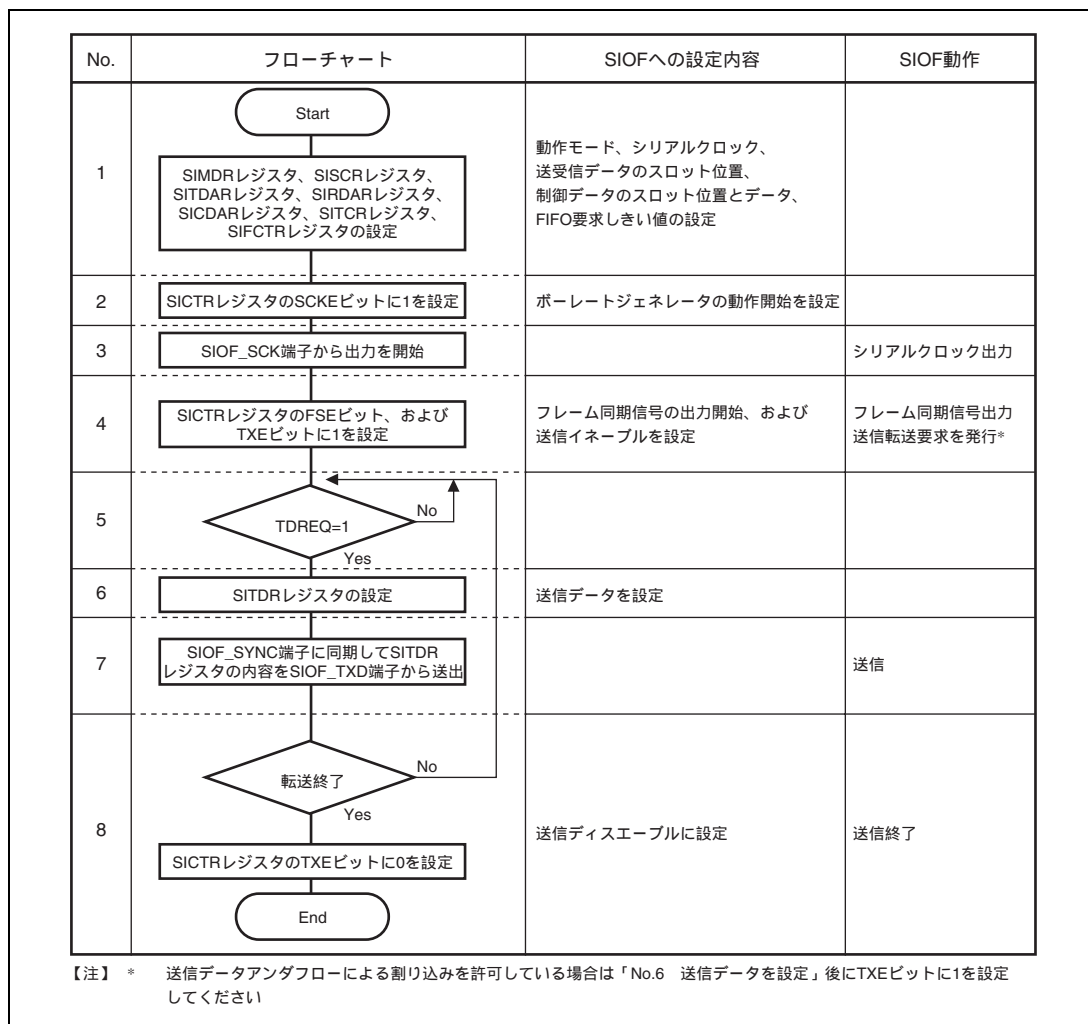 No.
フローチャート
SIOFへの設定内容
SIOF動作
1
Start
SIMDRレジスタ、SISCRレジスタ、
SITDARレジスタ、SIRDARレジスタ、
SICDARレジスタ、SITCRレジスタ、
SIFCTRレジスタの設定
動作モード、シリアルクロック、
送受信データのスロット位置、
制御データのスロット位置とデータ、
FIFO要求しきい値の設定
2
SICTRレジスタのSCKEビットに1を設定
ボーレートジェネレータの動作開始を設定
3
SIOF_SCK端子から出力を開始
シリアルクロック出力
4
SICTRレジスタのFSEビット、および
TXEビットに1を設定
フレーム同期信号の出力開始、および
送信イネーブルを設定
フレーム同期信号出力
送信転送要求を発行*
5
TDREQ=1
No
Yes
6
SITDRレジスタの設定
送信データを設定
7
SIOF_SYNC端子に同期してSITDR
レジスタの内容をSIOF_TXD端子から送出
送信
8
転送終了
No
Yes
SICTRレジスタのTXEビットに0を設定
End
送信ディスエーブルに設定
送信終了
【注】 * 送信データアンダフローによる割り込みを許可している場合は「No.6 送信データを設定」後にTXEビットに1を設定
してください